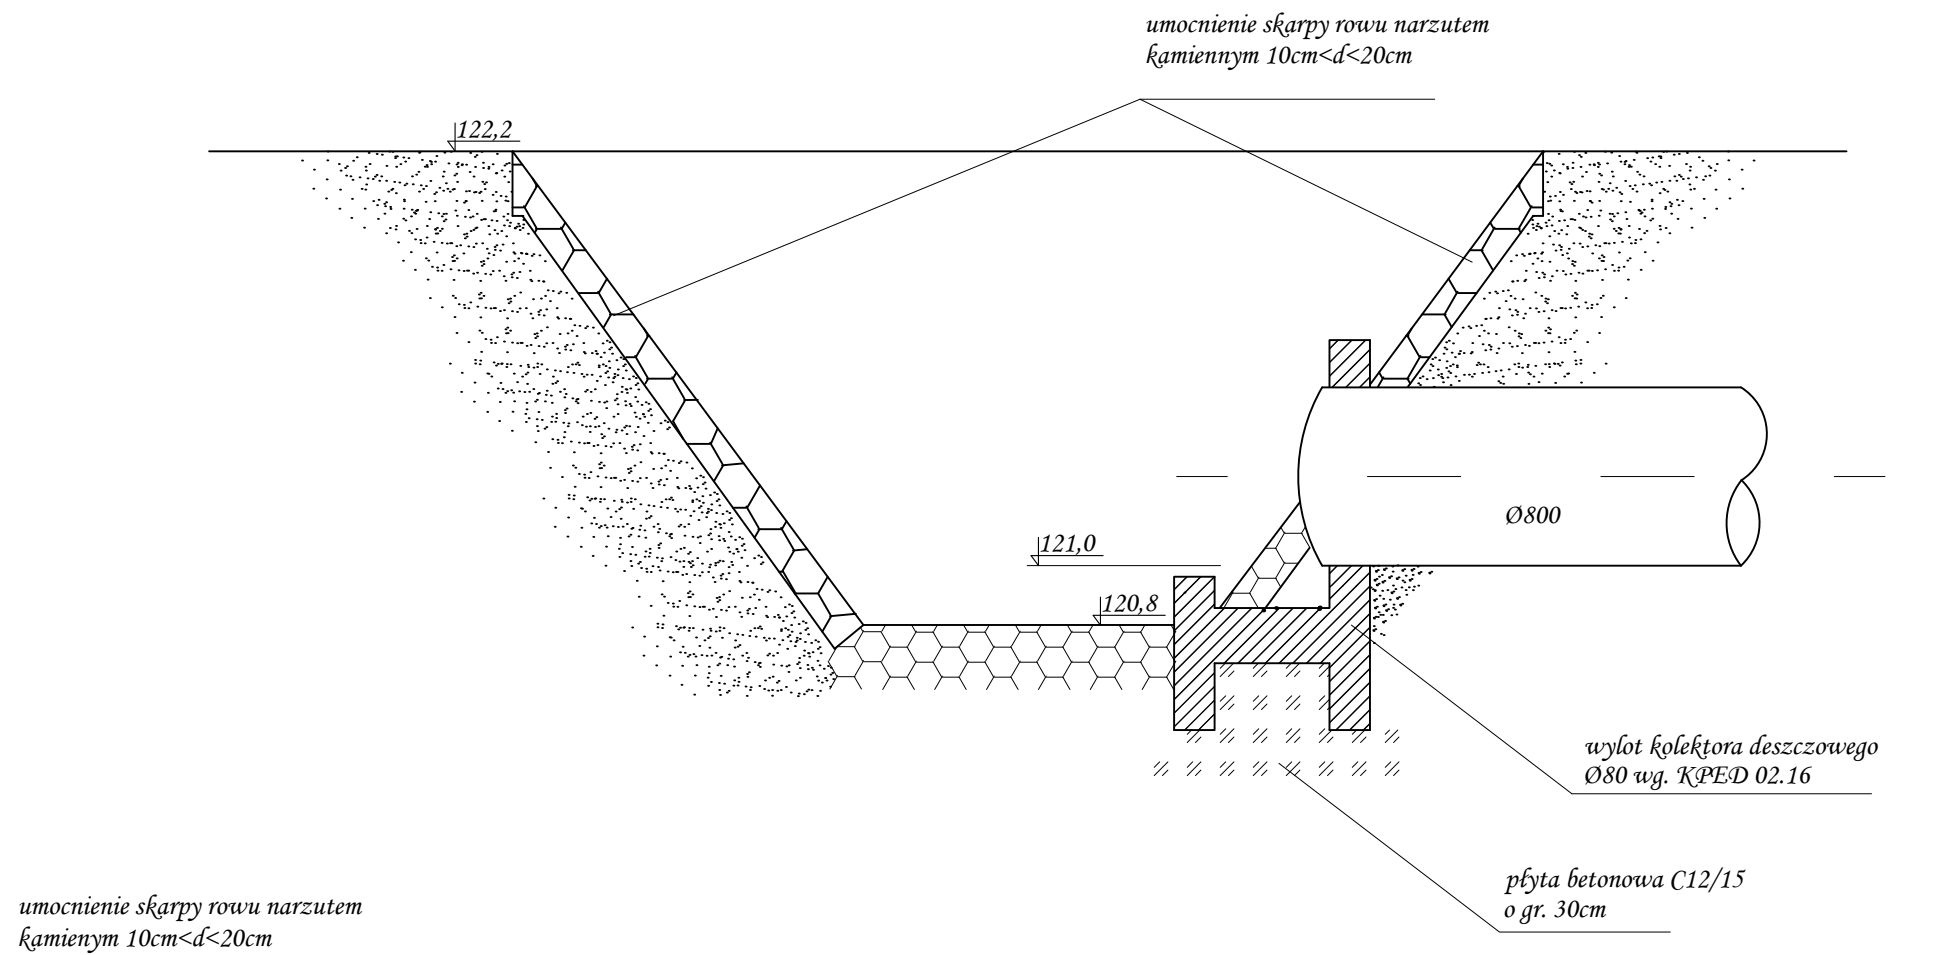 umocnienie skarpy rowu narzutem
kamiennym 10cm<d<20cm
122,2
Ø800
121,0
120,8
wylot kolektora deszczowego
Ø80 wg. KPED 02.16
płyta betonowa C12/15
o gr. 30cm
umocnienie skarpy rowu narzutem
kamienym 10cm<d<20cm